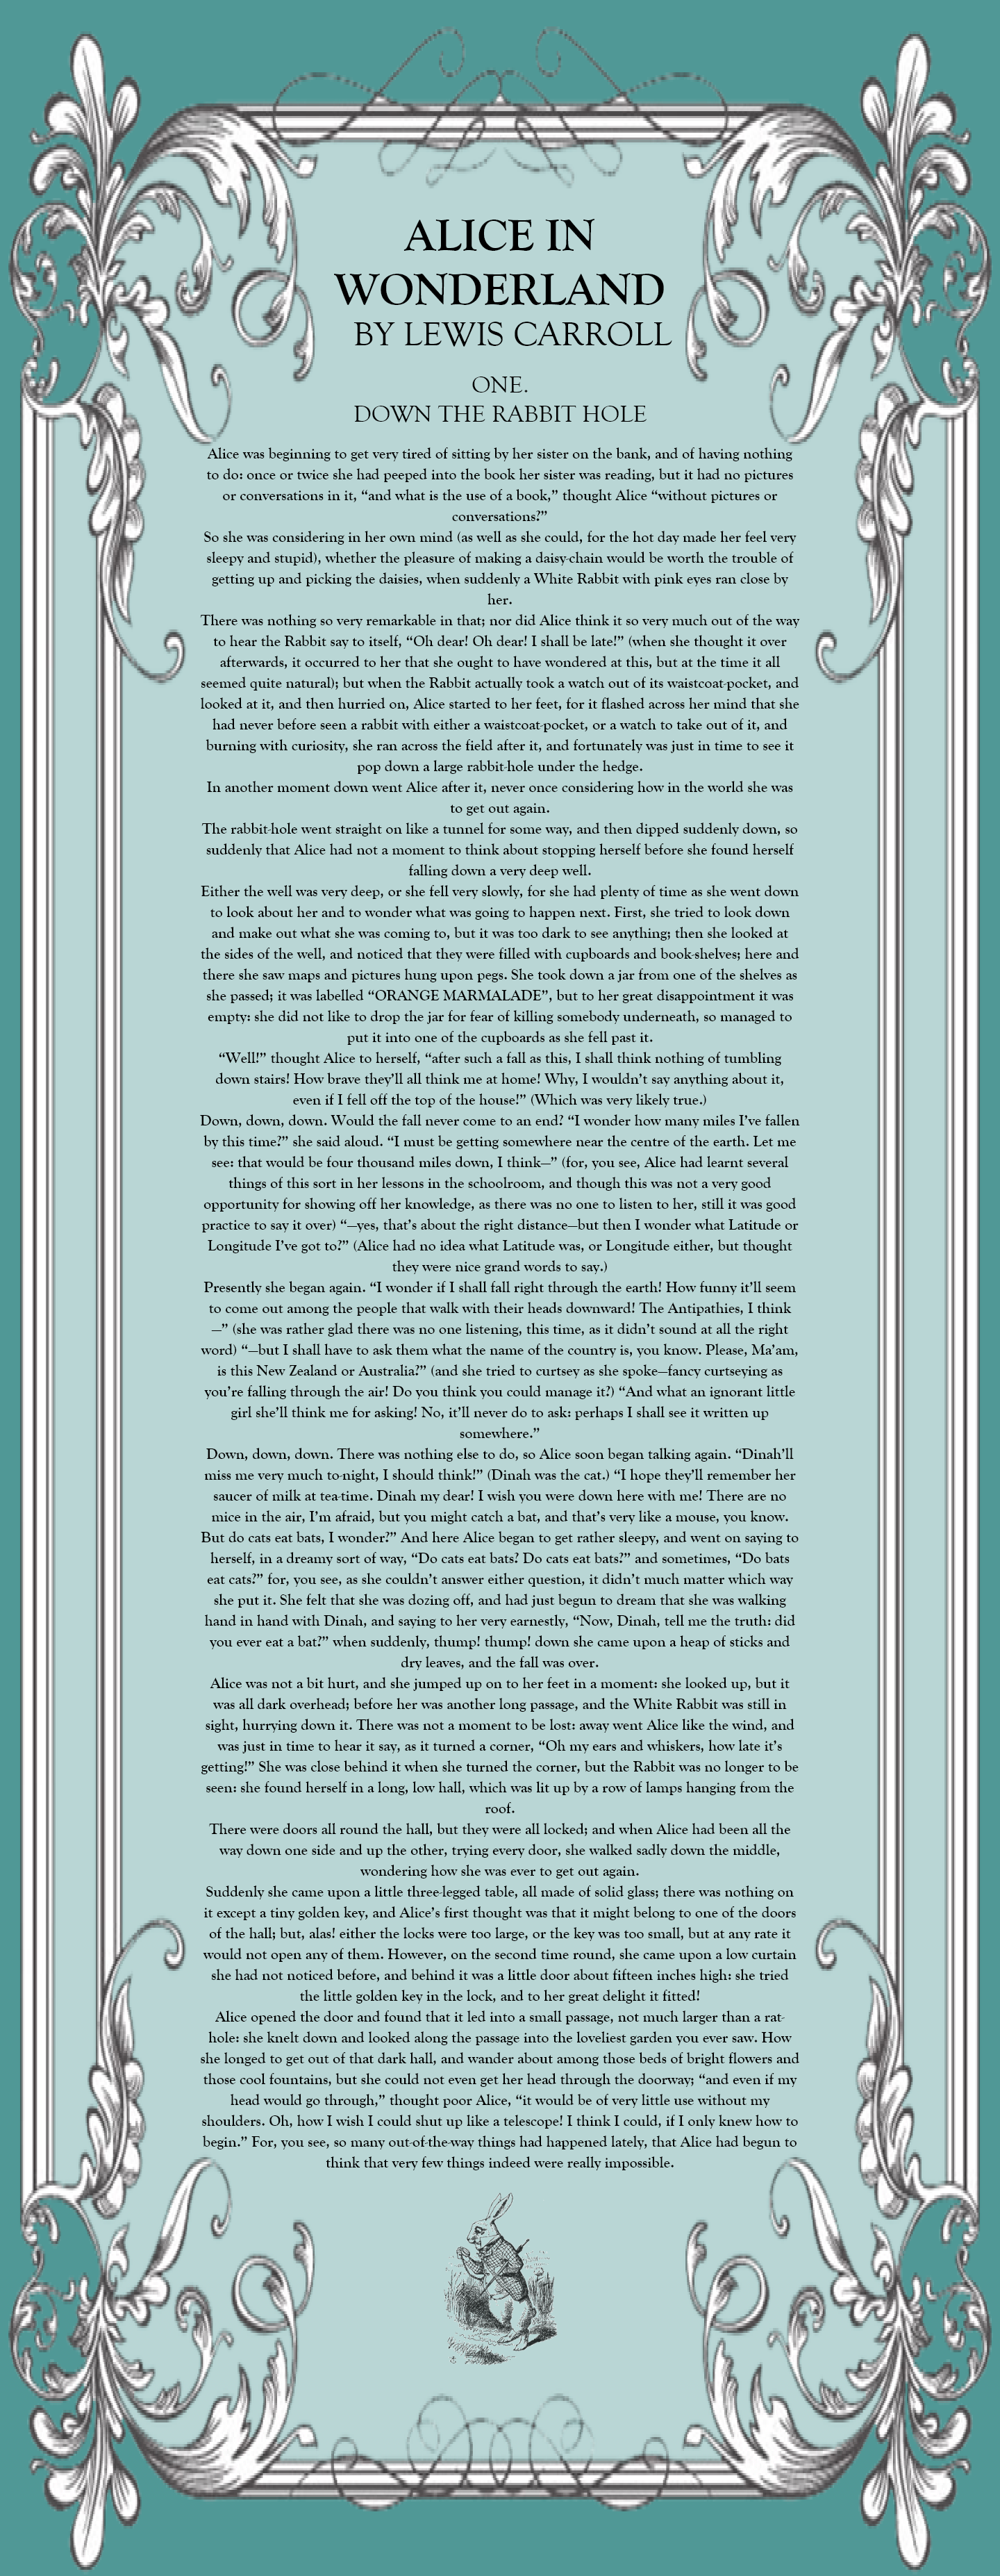 ALICE IN
WONDERLAND
BY LEWIS CARROLL
ONE.
DOWN THE RABBIT HOLE
Alice was beginning to get very tired of sitting by her sister on the bank, and of having nothing
to do: once or twice she had peeped into the book her sister was reading, but it had no pictures
or conversations in it, “and what is the use of a book,” thought Alice “without pictures or
conversations?”
So she was considering in her own mind (as well as she could, for the hot day made her feel very
sleepy and stupid), whether the pleasure of making a daisy-chain would be worth the trouble of
getting up and picking the daisies, when suddenly a White Rabbit with pink eyes ran close by
her.
There was nothing so very remarkable in that; nor did Alice think it so very much out of the way
to hear the Rabbit say to itself, “Oh dear! Oh dear! I shall be late!” (when she thought it over
afterwards, it occurred to her that she ought to have wondered at this, but at the time it all
seemed quite natural); but when the Rabbit actually took a watch out of its waistcoat-pocket, and
looked at it, and then hurried on, Alice started to her feet, for it flashed across her mind that she
had never before seen a rabbit with either a waistcoat-pocket, or a watch to take out of it, and
burning with curiosity, she ran across the field after it, and fortunately was just in time to see it
pop down a large rabbit-hole under the hedge.
In another moment down went Alice after it, never once considering how in the world she was
to get out again.
The rabbit-hole went straight on like a tunnel for some way, and then dipped suddenly down, so
suddenly that Alice had not a moment to think about stopping herself before she found herself
falling down a very deep well.
Either the well was very deep, or she fell very slowly, for she had plenty of time as she went down
to look about her and to wonder what was going to happen next. First, she tried to look down
and make out what she was coming to, but it was too dark to see anything; then she looked at
the sides of the well, and noticed that they were filled with cupboards and book-shelves; here and
there she saw maps and pictures hung upon pegs. She took down a jar from one of the shelves as
she passed; it was labelled “ORANGE MARMALADE”, but to her great disappointment it was
empty: she did not like to drop the jar for fear of killing somebody underneath, so managed to
put it into one of the cupboards as she fell past it.
“Well!” thought Alice to herself, “after such a fall as this, I shall think nothing of tumbling
down stairs! How brave they’ll all think me at home! Why, I wouldn’t say anything about it,
even if I fell off the top of the house!” (Which was very likely true.)
Down, down, down. Would the fall never come to an end? “I wonder how many miles I’ve fallen
by this time?” she said aloud. “I must be getting somewhere near the centre of the earth. Let me
see: that would be four thousand miles down, I think—” (for, you see, Alice had learnt several
things of this sort in her lessons in the schoolroom, and though this was not a very good
opportunity for showing off her knowledge, as there was no one to listen to her, still it was good
practice to say it over) “—yes, that’s about the right distance—but then I wonder what Latitude or
Longitude I’ve got to?” (Alice had no idea what Latitude was, or Longitude either, but thought
they were nice grand words to say.)
Presently she began again. “I wonder if I shall fall right through the earth! How funny it’ll seem
to come out among the people that walk with their heads downward! The Antipathies, I think
—” (she was rather glad there was no one listening, this time, as it didn’t sound at all the right
word) “—but I shall have to ask them what the name of the country is, you know. Please, Ma’am,
is this New Zealand or Australia?” (and she tried to curtsey as she spoke—fancy curtseying as
you’re falling through the air! Do you think you could manage it?) “And what an ignorant little
girl she’ll think me for asking! No, it’ll never do to ask: perhaps I shall see it written up
somewhere.”
Down, down, down. There was nothing else to do, so Alice soon began talking again. “Dinah’ll
miss me very much to-night, I should think!” (Dinah was the cat.) “I hope they’ll remember her
saucer of milk at tea-time. Dinah my dear! I wish you were down here with me! There are no
mice in the air, I’m afraid, but you might catch a bat, and that’s very like a mouse, you know.
But do cats eat bats, I wonder?” And here Alice began to get rather sleepy, and went on saying to
herself, in a dreamy sort of way, “Do cats eat bats? Do cats eat bats?” and sometimes, “Do bats
eat cats?” for, you see, as she couldn’t answer either question, it didn’t much matter which way
she put it. She felt that she was dozing off, and had just begun to dream that she was walking
hand in hand with Dinah, and saying to her very earnestly, “Now, Dinah, tell me the truth: did
you ever eat a bat?” when suddenly, thump! thump! down she came upon a heap of sticks and
dry leaves, and the fall was over.
Alice was not a bit hurt, and she jumped up on to her feet in a moment: she looked up, but it
was all dark overhead; before her was another long passage, and the White Rabbit was still in
sight, hurrying down it. There was not a moment to be lost: away went Alice like the wind, and
was just in time to hear it say, as it turned a corner, “Oh my ears and whiskers, how late it’s
getting!” She was close behind it when she turned the corner, but the Rabbit was no longer to be
seen: she found herself in a long, low hall, which was lit up by a row of lamps hanging from the
roof.
There were doors all round the hall, but they were all locked; and when Alice had been all the
way down one side and up the other, trying every door, she walked sadly down the middle,
wondering how she was ever to get out again.
Suddenly she came upon a little three-legged table, all made of solid glass; there was nothing on
it except a tiny golden key, and Alice’s first thought was that it might belong to one of the doors
of the hall; but, alas! either the locks were too large, or the key was too small, but at any rate it
would not open any of them. However, on the second time round, she came upon a low curtain
she had not noticed before, and behind it was a little door about fifteen inches high: she tried
the little golden key in the lock, and to her great delight it fitted!
Alice opened the door and found that it led into a small passage, not much larger than a rat-
hole: she knelt down and looked along the passage into the loveliest garden you ever saw. How
she longed to get out of that dark hall, and wander about among those beds of bright flowers and
those cool fountains, but she could not even get her head through the doorway; “and even if my
head would go through,” thought poor Alice, “it would be of very little use without my
shoulders. Oh, how I wish I could shut up like a telescope! I think I could, if I only knew how to
begin.” For, you see, so many out-of-the-way things had happened lately, that Alice had begun to
think that very few things indeed were really impossible.